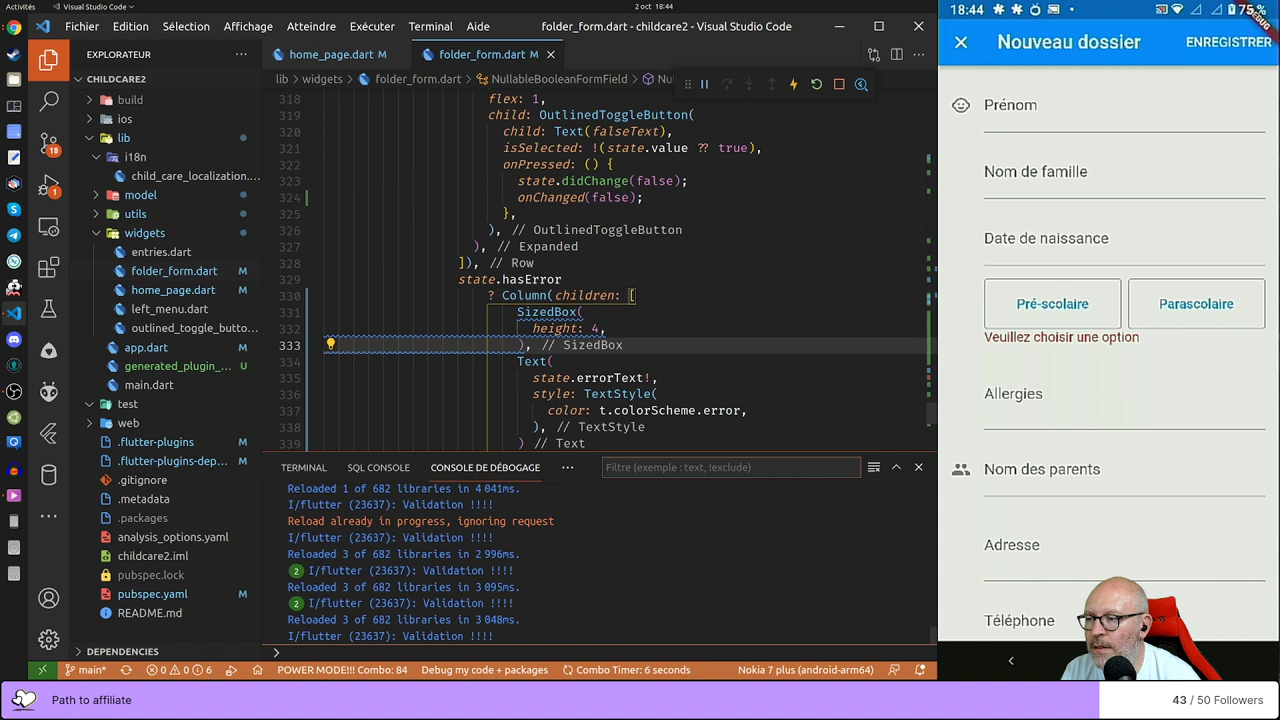 Activités
Visual Studio Code
2 oct 18:44
Fichier Edition Sélection Affichage Atteindre Exécuter Terminal Aide
folder_form.dart - childcare2 - Visual Studio Code
EXPLORATEUR
home_page.dart M
folder_form.dart M
CHILDCARE2
lib > widgets > folder_form.dart > NullableBooleanFormField >
build
ios
lib
i18n
child_care_localization....
model
utils
widgets
entries.dart
folder_form.dart M
home_page.dart M
left_menu.dart
outlined_toggle_butto...
app.dart
generated_plugin_... U
main.dart
test
web
.flutter-plugins
.flutter-plugins-dep...
.gitignore
.metadata
.packages
analysis_options.yaml
childcare2.iml
pubspec.lock
pubspec.yaml M
README.md
DEPENDENCIES
18
1
318 flex: 1,
319 child: OutlinedToggleButton(
320 child: Text(falseText),
321 isSelected: !(state.value ?? true),
322 onPressed: () {
323 state.didChange(false);
324 onChanged(false);
325 },
326 ), // OutlinedToggleButton
327 ), // Expanded
328 ]), // Row
329 state.hasError
330 ? Column(children: [
331 SizedBox(
332 height: 4,
333 ), // SizedBox
334 Text(
335 state.errorText!,
336 style: TextStyle(
337 color: t.colorScheme.error,
338 ), // TextStyle
339 ) // Text
TERMINAL SQL CONSOLE CONSOLE DE DÉBOGAGE
Filtre (exemple : text, !exclude)
Reloaded 1 of 682 libraries in 4 041ms.
I/flutter (23637): Validation !!!!
Reload already in progress, ignoring request
I/flutter (23637): Validation !!!!
Reloaded 3 of 682 libraries in 2 996ms.
2 I/flutter (23637): Validation !!!!
Reloaded 3 of 682 libraries in 3 095ms.
2 I/flutter (23637): Validation !!!!
Reloaded 3 of 682 libraries in 3 048ms.
I/flutter (23637): Validation !!!!
main* 0 0 6 POWER MODE!!! Combo: 84 Debug my code + packages Combo Timer: 6 seconds Nokia 7 plus (android-arm64)
18:44
75 %
Nouveau dossier
ENREGISTRER
Prénom
Nom de famille
Date de naissance
Pré-scolaire
Parascolaire
Veuillez choisir une option
Allergies
Nom des parents
Adresse
Téléphone
Path to affiliate
43 / 50 Followers